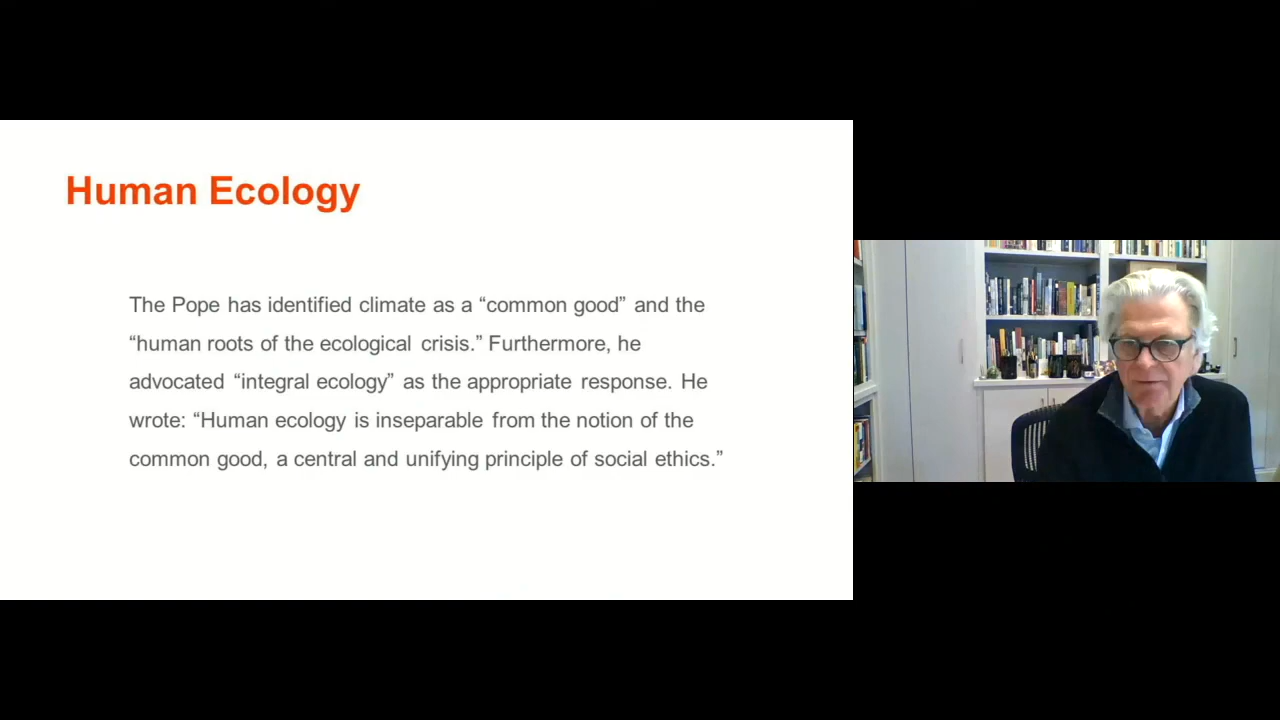 Human Ecology
The Pope has identified climate as a “common good” and the
“human roots of the ecological crisis.” Furthermore, he
advocated “integral ecology” as the appropriate response. He
wrote: “Human ecology is inseparable from the notion of the
common good, a central and unifying principle of social ethics.”